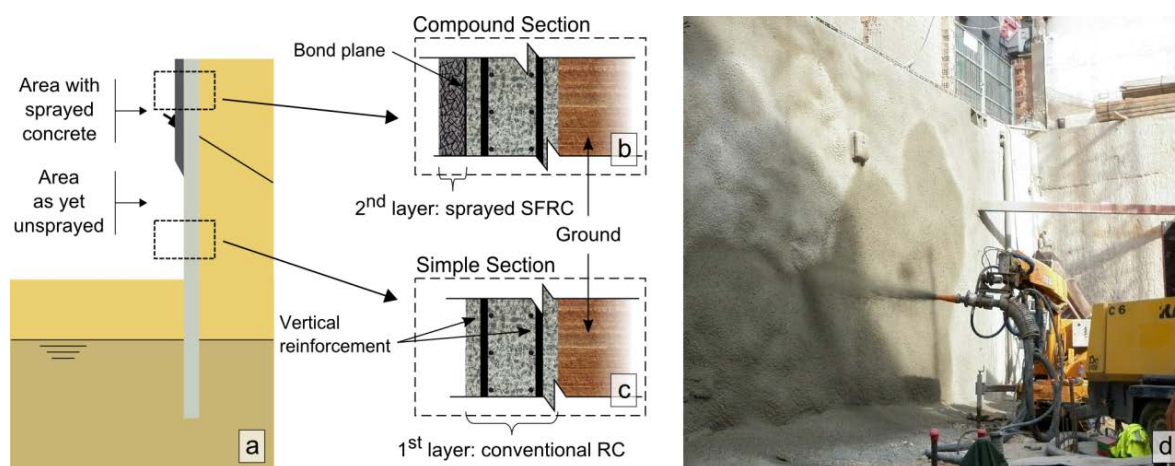 Area with
sprayed
concrete
Area
as yet
unsprayed
a
Compound Section
Bond plane
b
2nd layer: sprayed SFRC
Ground
Simple Section
Vertical
reinforcement
c
1st layer: conventional RC
C 6
d